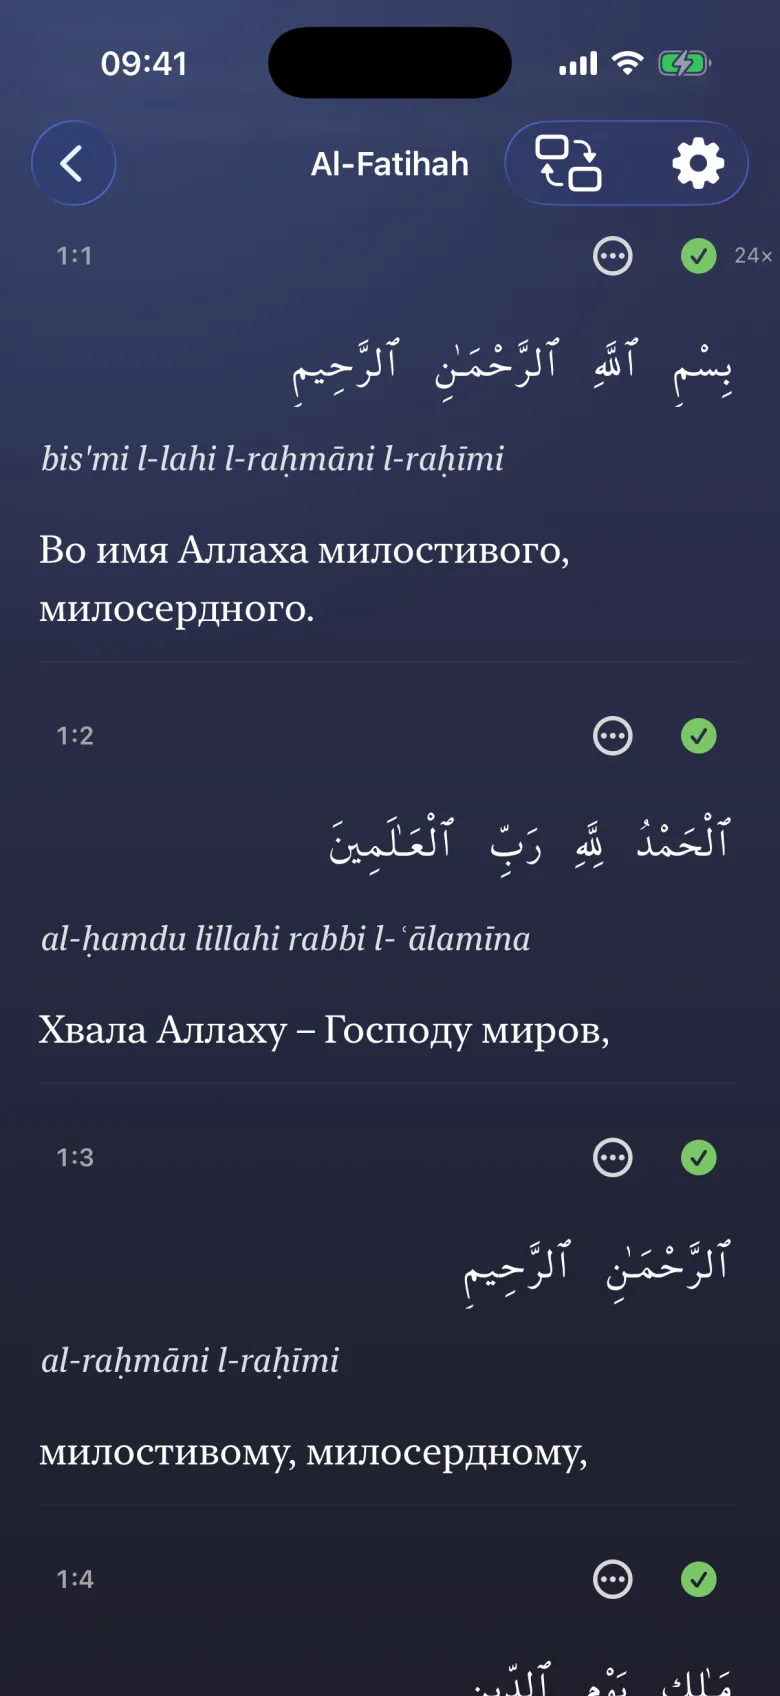 09:41
Al-Fatihah
1:1
24×
بِسْمِ ٱللَّهِ ٱلرَّحْمَـٰنِ ٱلرَّحِيمِ
bis'mi l-lahi l-raḥmāni l-raḥīmi
Во имя Аллаха милостивого,
милосердного.
1:2
ٱلْحَمْدُ لِلَّهِ رَبِّ ٱلْعَـٰلَمِينَ
al-ḥamdu lillahi rabbi l-ʿālamīna
Хвала Аллаху – Господу миров,
1:3
ٱلرَّحْمَـٰنِ ٱلرَّحِيمِ
al-raḥmāni l-raḥīmi
милостивому, милосердному,
1:4
مَـٰلِكِ يَوْمِ ٱلدِّينِ